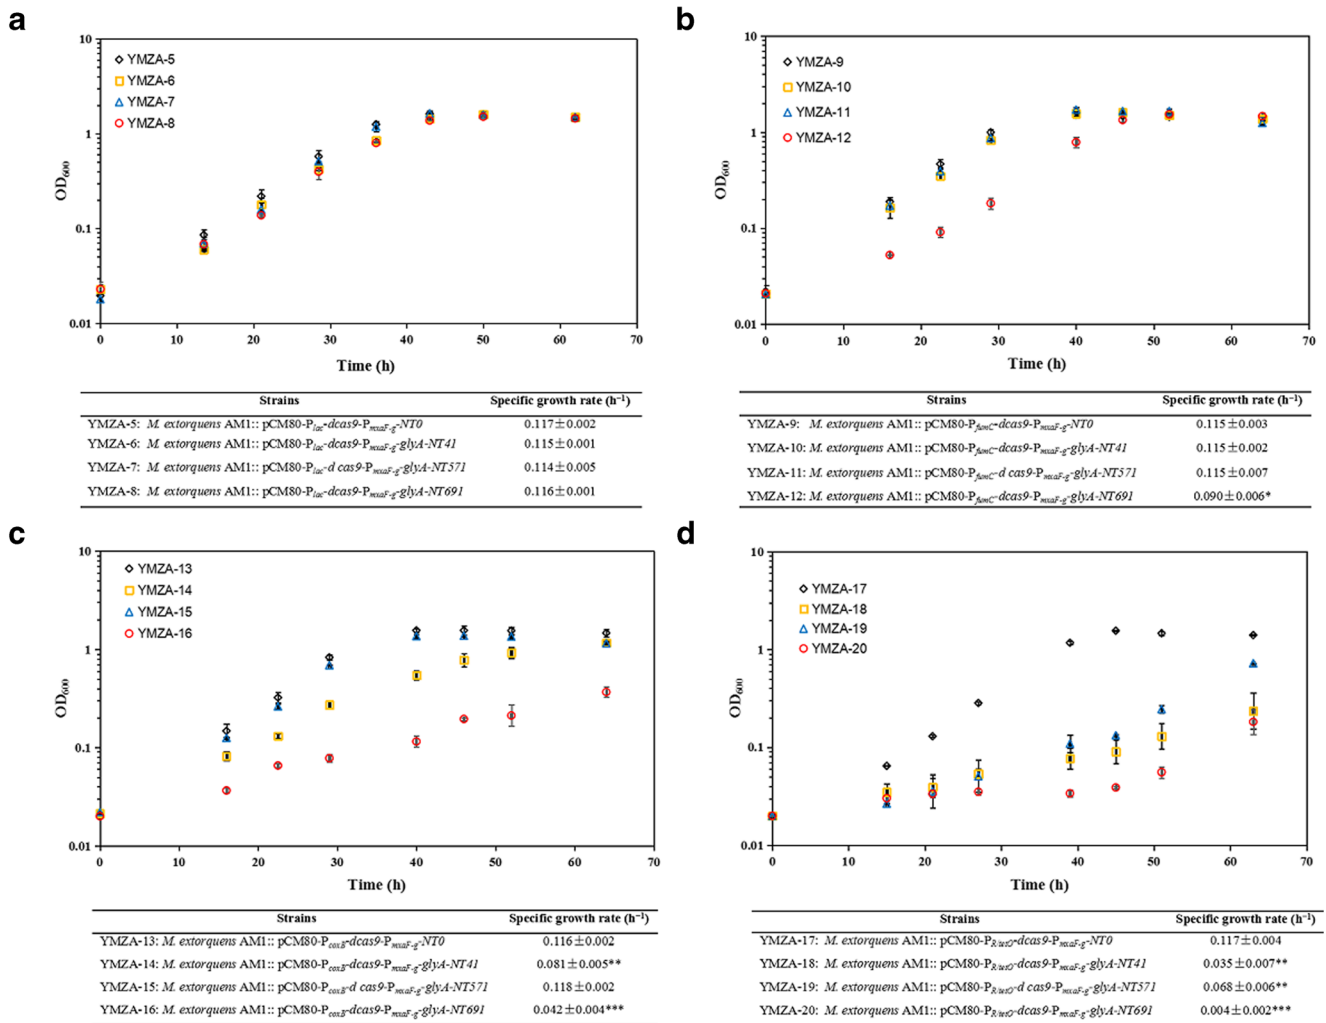 a
10
1
0.1
0.01
OD600
YMZA-5
YMZA-6
YMZA-7
YMZA-8
0 10 20 30 40 50 60 70
Time (h)
Strains Specific growth rate (h⁻¹)
YMZA-5: M. extorquens AM1:: pCM80-Plac-dcas9-PmxaF-g-NT0 0.117±0.002
YMZA-6: M. extorquens AM1:: pCM80-Plac-dcas9-PmxaF-g-glyA-NT41 0.115±0.001
YMZA-7: M. extorquens AM1:: pCM80-Plac-d cas9-PmxaF-g-glyA-NT571 0.114±0.005
YMZA-8: M. extorquens AM1:: pCM80-Plac-dcas9-PmxaF-g-glyA-NT691 0.116±0.001
b
10
1
0.1
0.01
OD600
YMZA-9
YMZA-10
YMZA-11
YMZA-12
0 10 20 30 40 50 60 70
Time (h)
Strains Specific growth rate (h⁻¹)
YMZA-9: M. extorquens AM1:: pCM80-PfumC-dcas9-PmxaF-g-NT0 0.115±0.003
YMZA-10: M. extorquens AM1:: pCM80-PfumC-dcas9-PmxaF-g-glyA-NT41 0.115±0.002
YMZA-11: M. extorquens AM1:: pCM80-PfumC-d cas9-PmxaF-g-glyA-NT571 0.115±0.007
YMZA-12: M. extorquens AM1:: pCM80-PfumC-dcas9-PmxaF-g-glyA-NT691 0.090±0.006*
c
10
1
0.1
0.01
OD600
YMZA-13
YMZA-14
YMZA-15
YMZA-16
0 10 20 30 40 50 60 70
Time (h)
Strains Specific growth rate (h⁻¹)
YMZA-13: M. extorquens AM1:: pCM80-PcoxB-dcas9-PmxaF-g-NT0 0.116±0.002
YMZA-14: M. extorquens AM1:: pCM80-PcoxB-dcas9-PmxaF-g-glyA-NT41 0.081±0.005**
YMZA-15: M. extorquens AM1:: pCM80-PcoxB-d cas9-PmxaF-g-glyA-NT571 0.118±0.002
YMZA-16: M. extorquens AM1:: pCM80-PcoxB-dcas9-PmxaF-g-glyA-NT691 0.042±0.004***
d
10
1
0.1
0.01
OD600
YMZA-17
YMZA-18
YMZA-19
YMZA-20
0 10 20 30 40 50 60 70
Time (h)
Strains Specific growth rate (h⁻¹)
YMZA-17: M. extorquens AM1:: pCM80-PR/tetO-dcas9-PmxaF-g-NT0 0.117±0.004
YMZA-18: M. extorquens AM1:: pCM80-PR/tetO-dcas9-PmxaF-g-glyA-NT41 0.035±0.007**
YMZA-19: M. extorquens AM1:: pCM80-PR/tetO-d cas9-PmxaF-g-glyA-NT571 0.068±0.006**
YMZA-20: M. extorquens AM1:: pCM80-PR/tetO-dcas9-PmxaF-g-glyA-NT691 0.004±0.002***